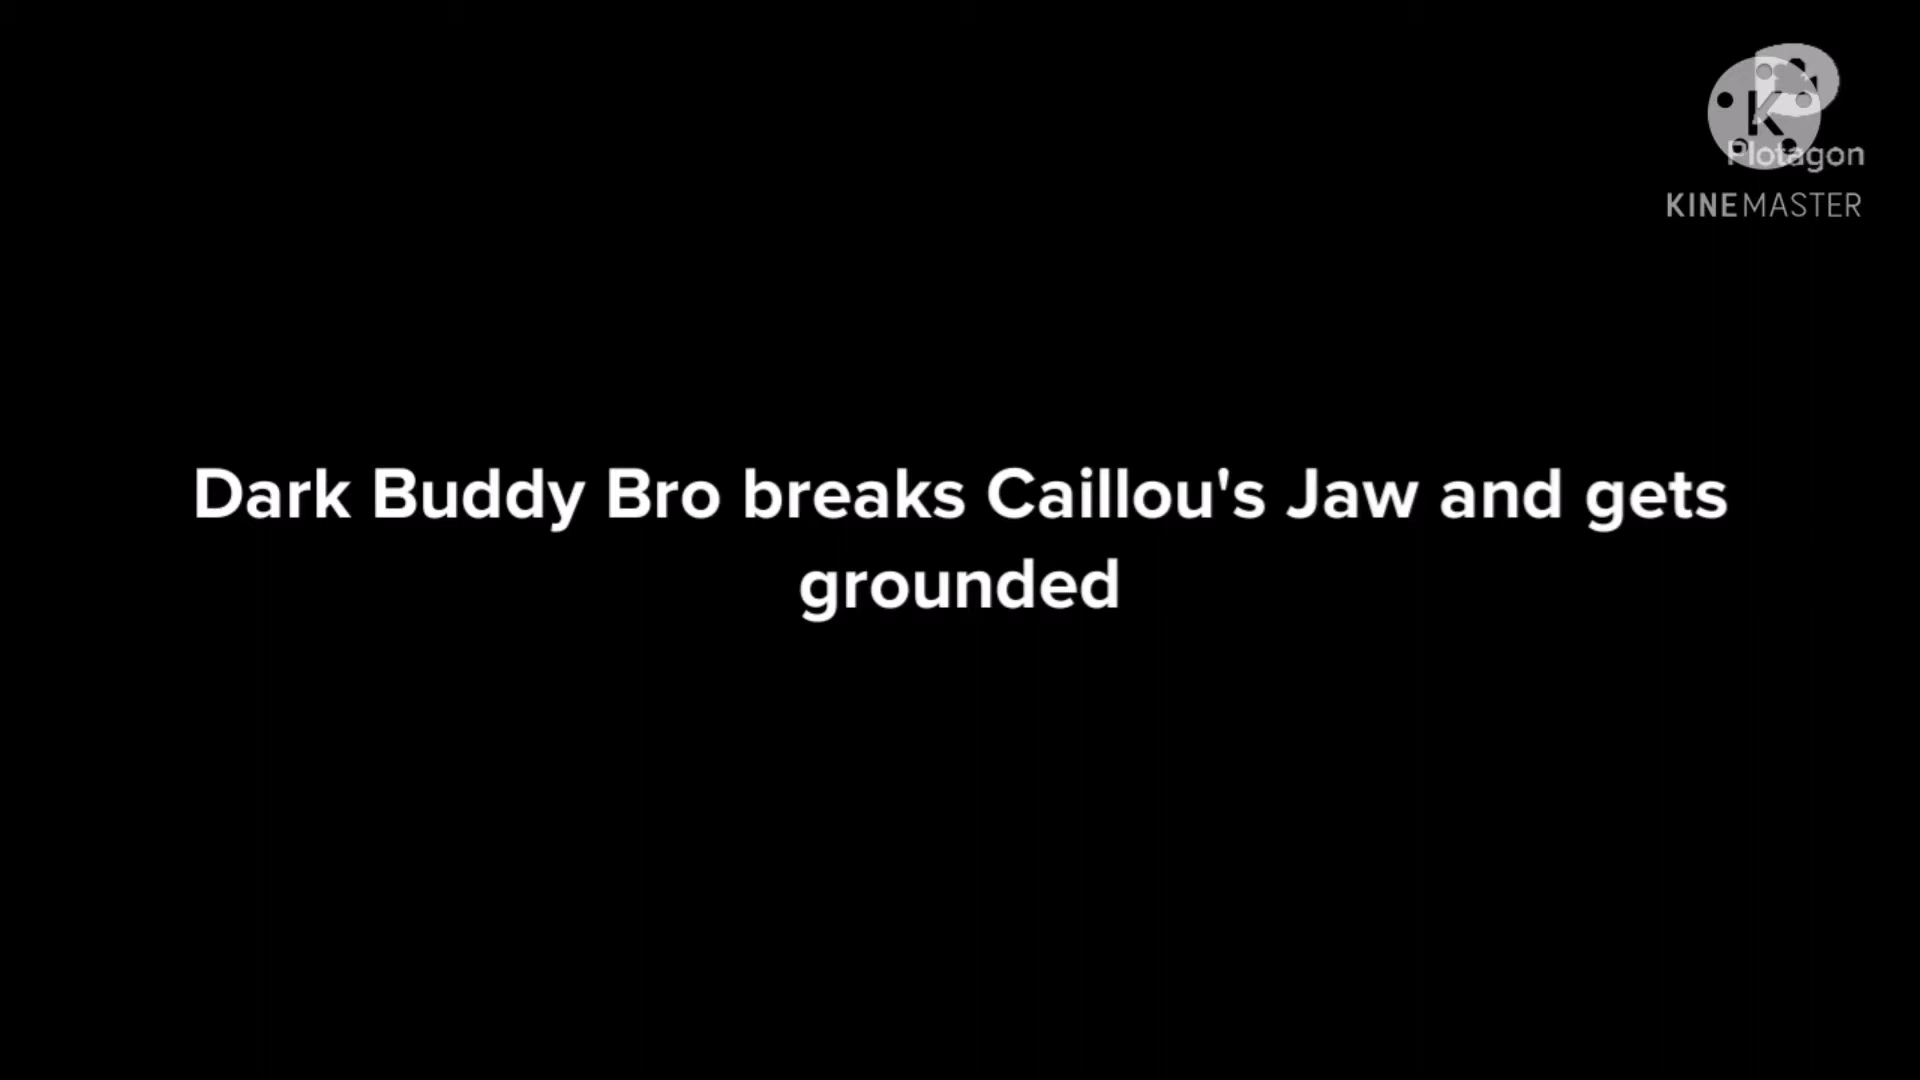 K
Plotagon
KINEMASTER
Dark Buddy Bro breaks Caillou's Jaw and gets
grounded